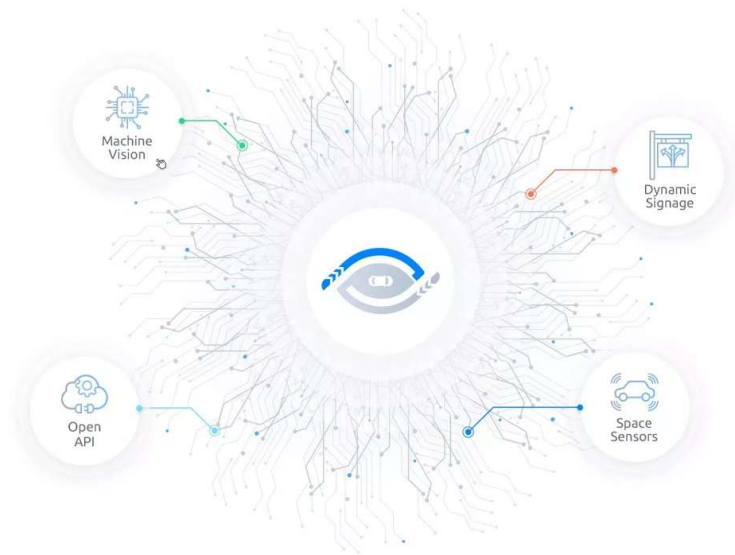 Machine
Vision
Dynamic
Signage
Open
API
Space
Sensors